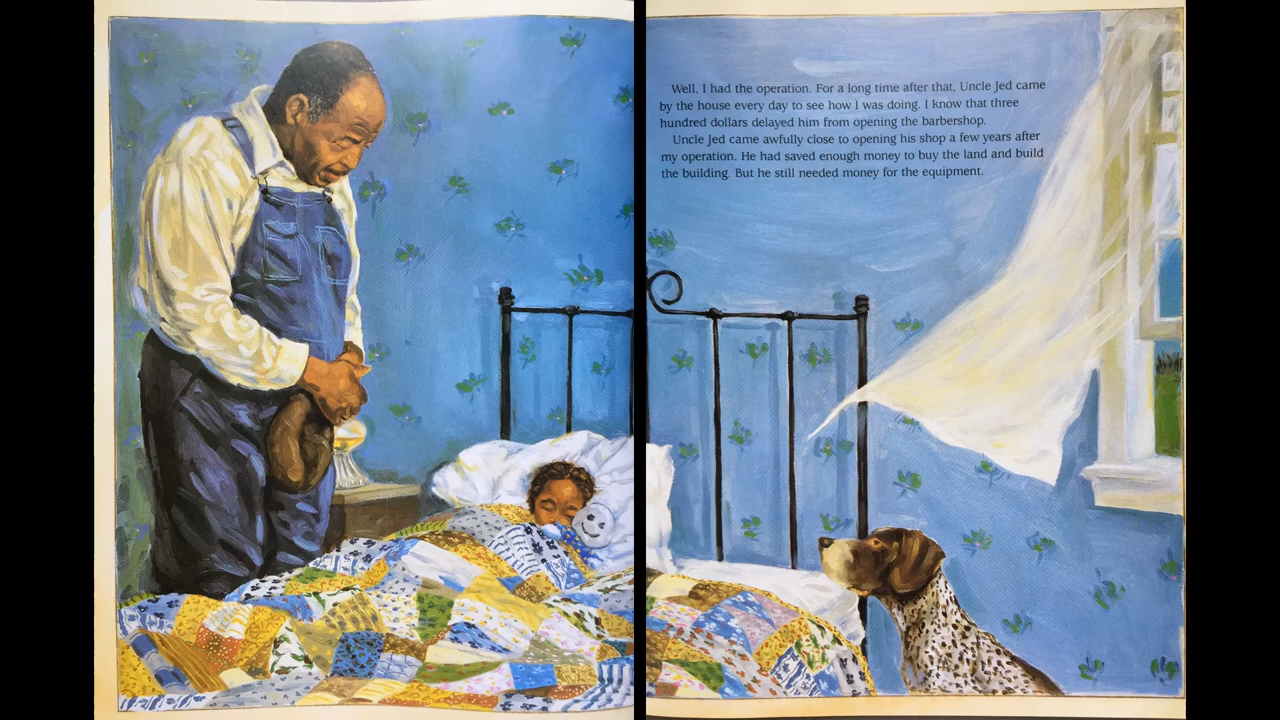 Well, I had the operation. For a long time after that, Uncle Jed came
by the house every day to see how I was doing. I know that three
hundred dollars delayed him from opening the barbershop.
Uncle Jed came awfully close to opening his shop a few years after
my operation. He had saved enough money to buy the land and build
the building. But he still needed money for the equipment.